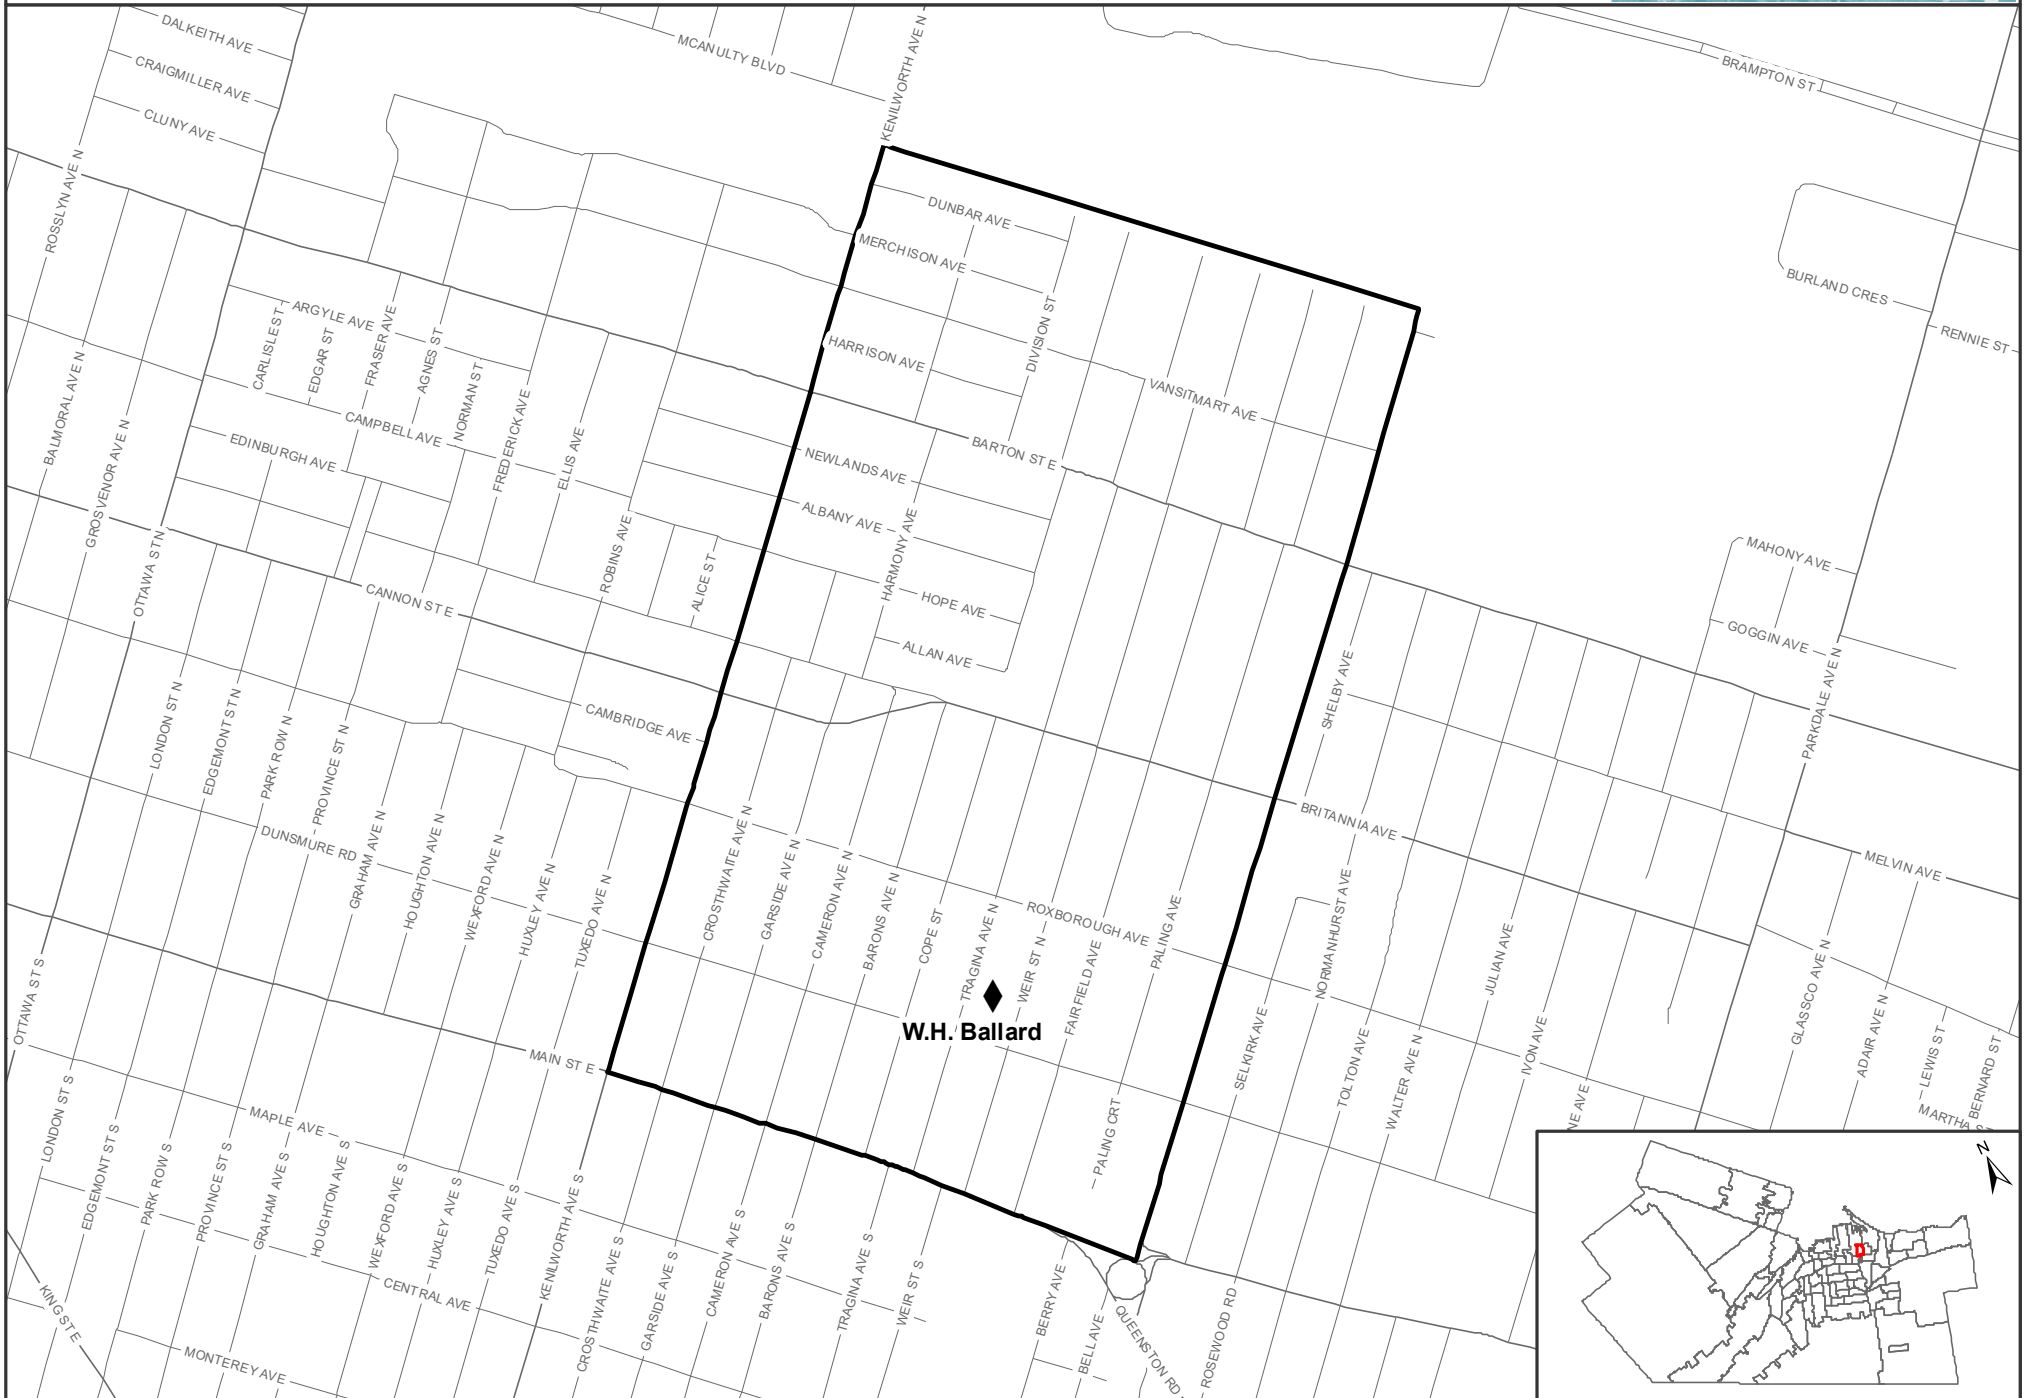 DALKEITH AVE
CRAIGMILLER AVE
CLUNY AVE
MCANULTY BLVD
KENILWORTH AVE N
BRAMPTON ST
ROSSLYN AVE N
DUNBAR AVE
MERCHISON AVE
BURLAND CRES
RENNIE ST
CARLISLE ST
ARGYLE AVE
EDGAR ST
FRASER AVE
AGNES ST
NORMAN ST
HARRISON AVE
DIVISION ST
VANSITMART AVE
BALMORAL AVE N
GROSVENOR AVE N
CAMPBELL AVE
EDINBURGH AVE
FREDERICK AVE
ELLIS AVE
NEWLANDS AVE
BARTON ST E
ALBANY AVE
HARMONY AVE
OTTAWA ST N
CANNON ST E
ROBINS AVE
ALICE ST
HOPE AVE
ALLAN AVE
MAHONY AVE
GOGGIN AVE
SHELBY AVE
PARKDALE AVE N
LONDON ST N
EDGEMONT ST N
PARK ROW N
PROVINCE ST N
CAMBRIDGE AVE
DUNSMURE RD
GRAHAM AVE N
HOUGHTON AVE N
WEXFORD AVE N
HUXLEY AVE N
TUXEDO AVE N
CROSTHWAITE AVE N
GARSIDE AVE N
CAMERON AVE N
BARONS AVE N
COPE ST
TRAGINA AVE N
WEIR ST N
ROXBOROUGH AVE
FAIRFIELD AVE
PALING AVE
BRITANNIA AVE
MELVIN AVE
NORMANHURST AVE
JULIAN AVE
GLASCO AVE N
ADAIR AVE N
LEWIS ST
BERNARD ST
MARTHA S
W.H. Ballard
OTTAWA ST S
MAIN ST E
SELKIRK AVE
TOLTON AVE
WALTER AVE N
IVON AVE
NE AVE
PALING CRT
LONDON ST S
EDGEMONT ST S
PARK ROW S
PROVINCE ST S
MAPLE AVE
GRAHAM AVE S
HOUGHTON AVE S
WEXFORD AVE S
HUXLEY AVE S
TUXEDO AVE S
KENILWORTH AVE S
CENTRAL AVE
CROSTHWAITE AVE S
GARSIDE AVE S
CAMERON AVE S
BARONS AVE S
TRAGINA AVE S
WEIR ST S
BERRY AVE
BELL AVE
QUEENSTON RD
ROSEWOOD RD
KING ST E
MONTEREY AVE
N